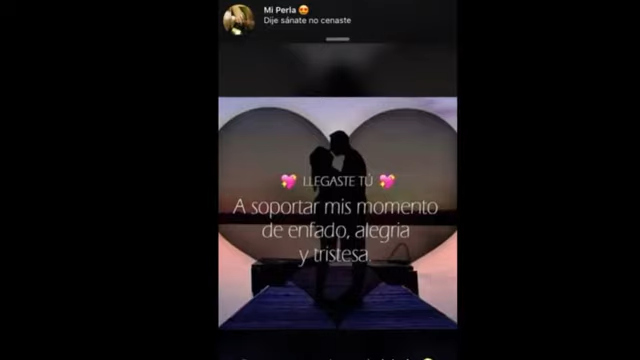 Mi Perla 😍
Dije sánate no cenaste
💖 LLEGASTE TÚ 💖
A soportar mis momento
de enfado, alegria
y tristesa